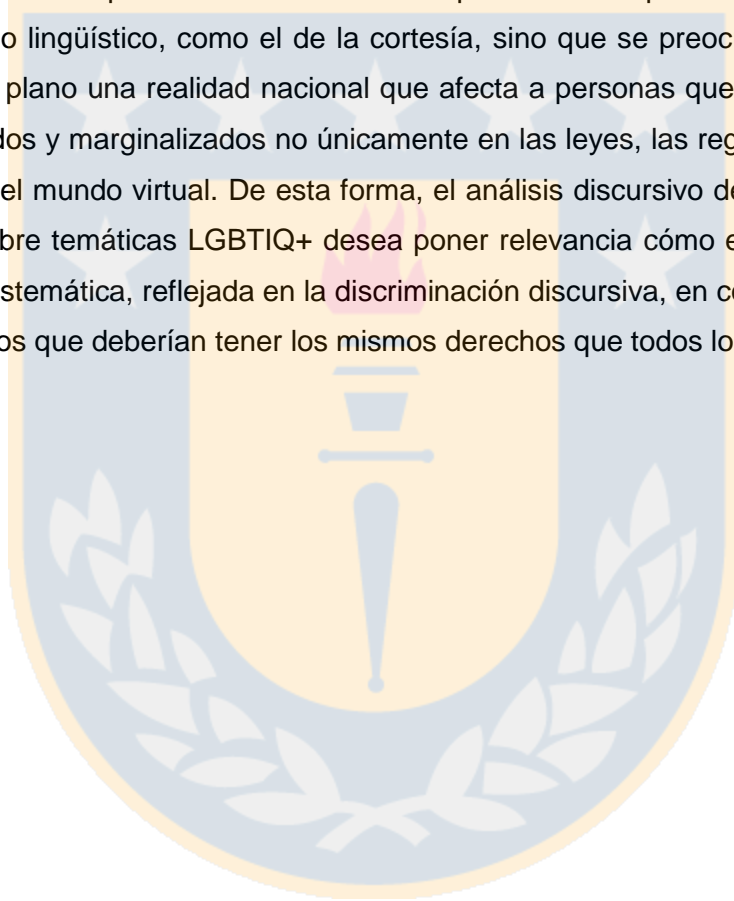 o lingüístico, como el de la cortesía, sino que se preoc
plano una realidad nacional que afecta a personas que
dos y marginalizados no únicamente en las leyes, las reg
el mundo virtual. De esta forma, el análisis discursivo de
bre temáticas LGBTIQ+ desea poner relevancia cómo e
stemática, reflejada en la discriminación discursiva, en c
os que deberían tener los mismos derechos que todos lo